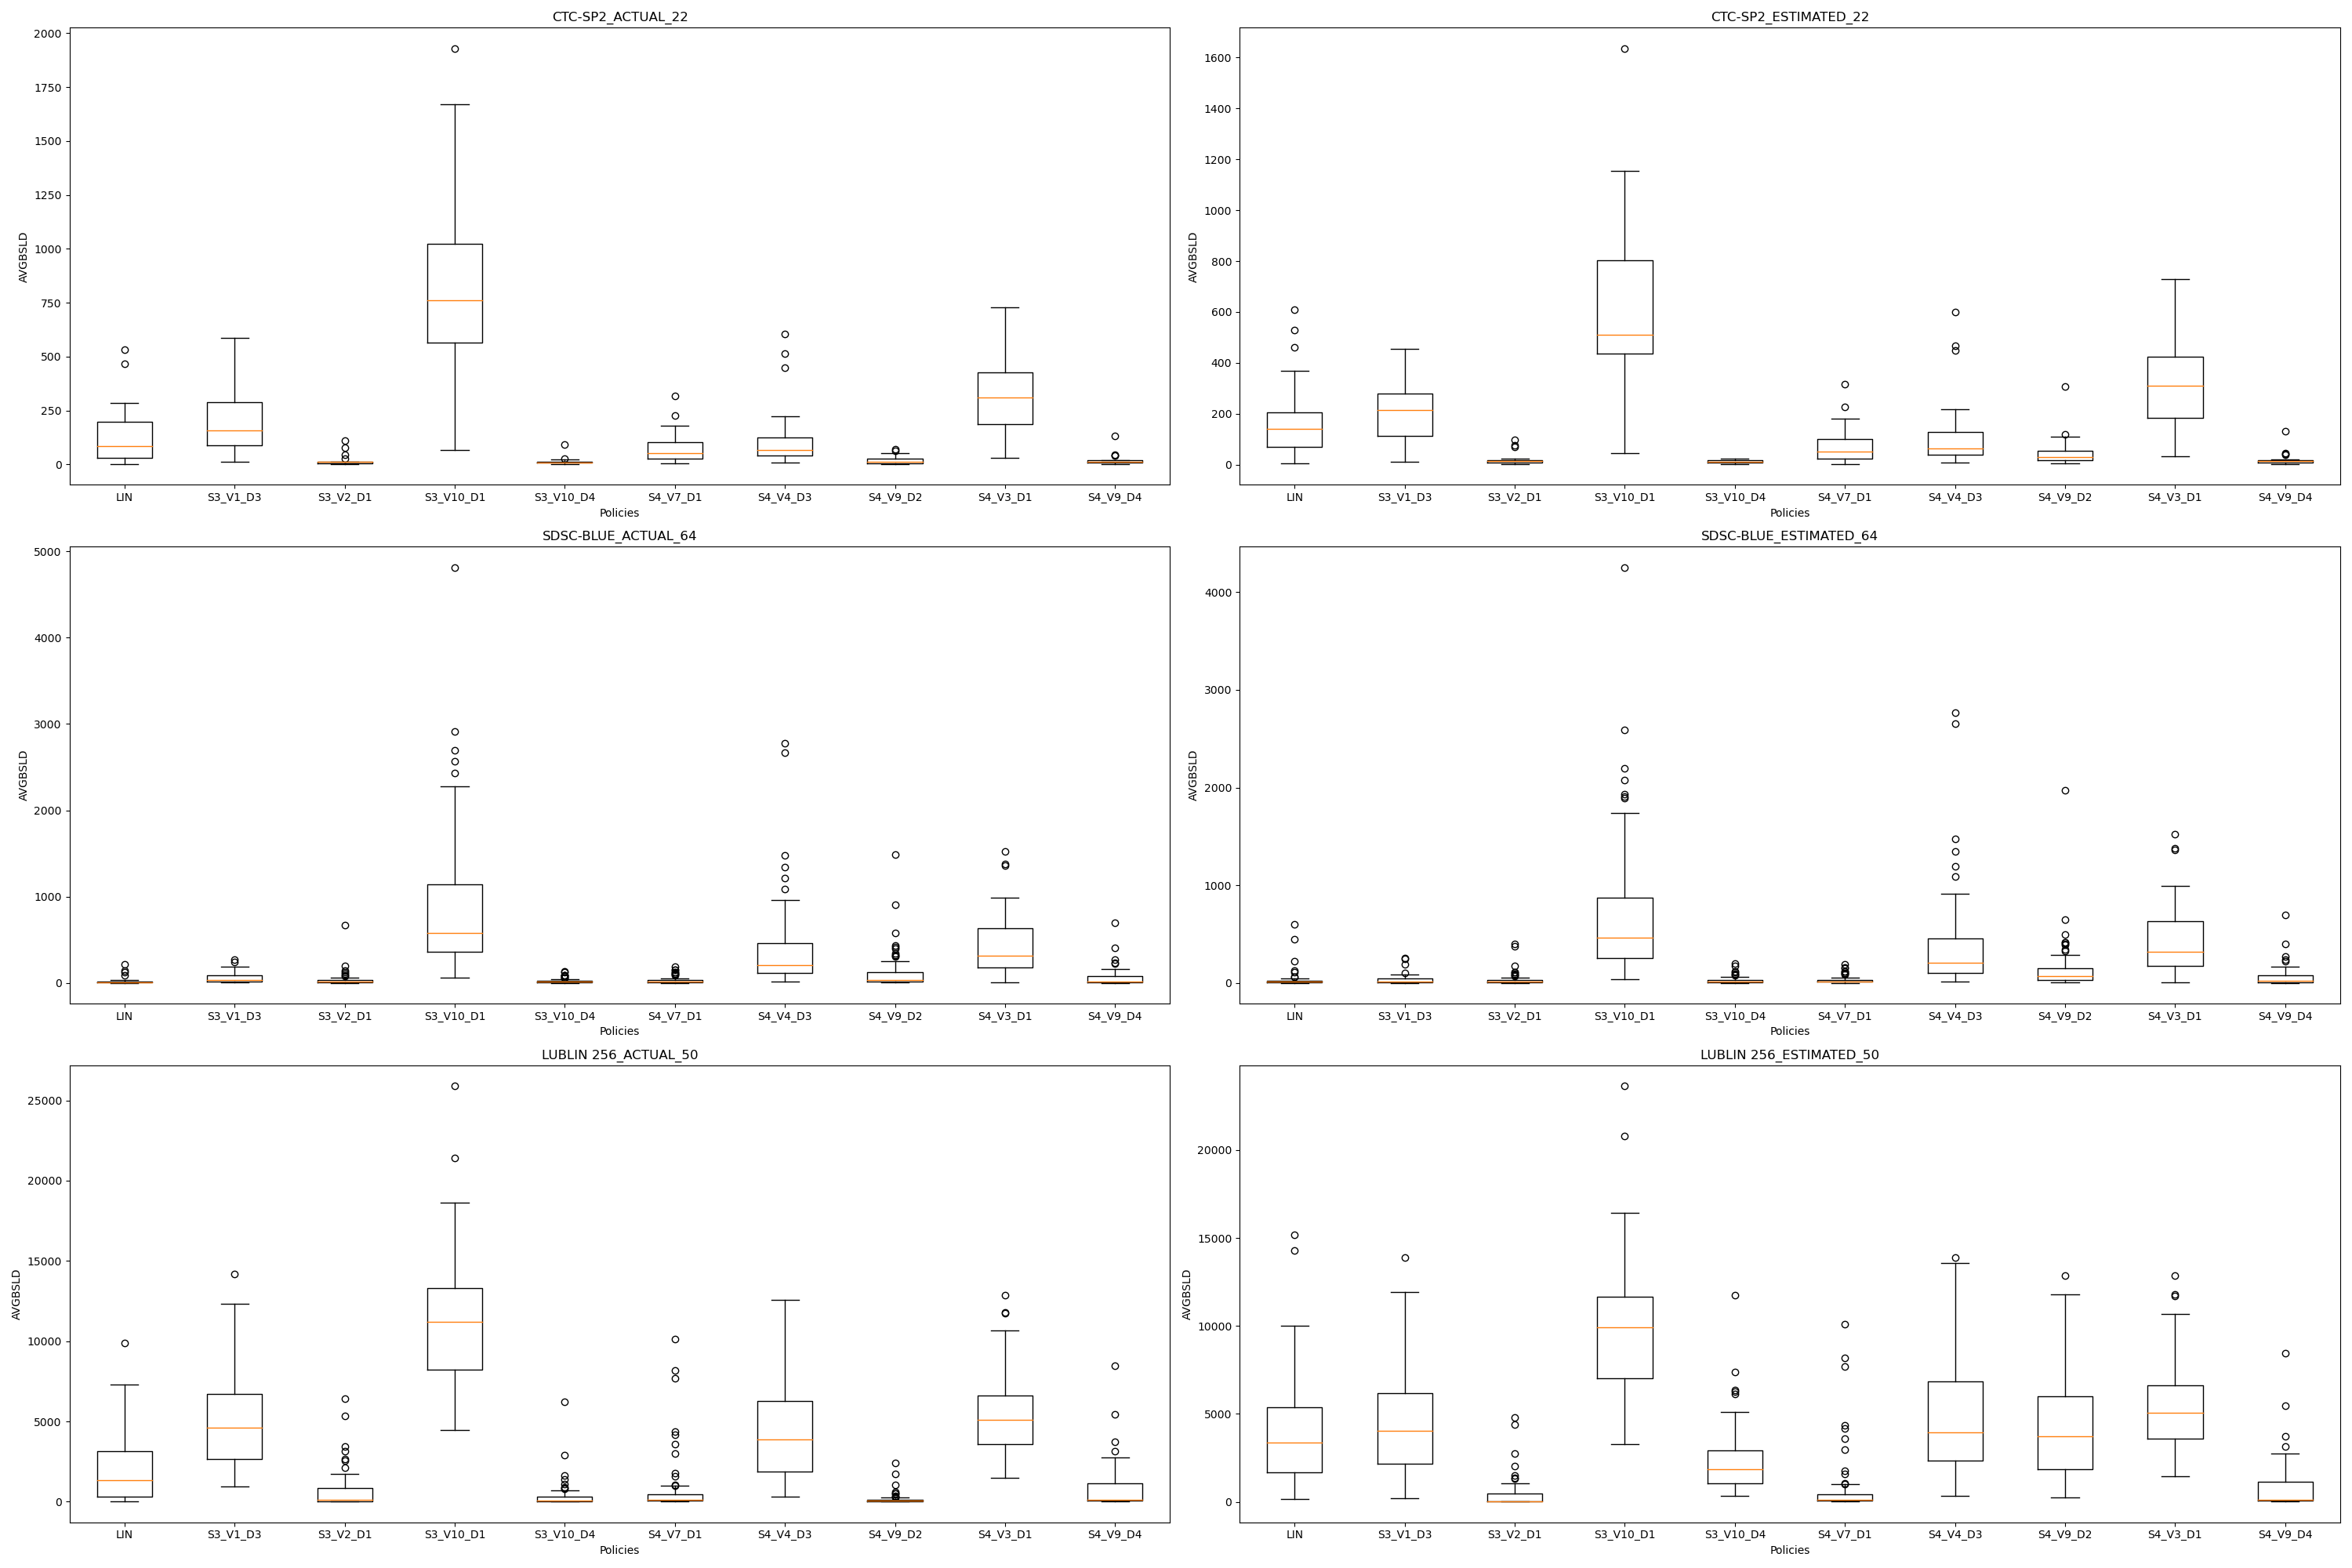 CTC-SP2_ACTUAL_22
2000
1750
1500
1250
1000
750
500
250
0
AVGBSLD
LIN S3_V1_D3 S3_V2_D1 S3_V10_D1 S3_V10_D4 S4_V7_D1 S4_V4_D3 S4_V9_D2 S4_V3_D1 S4_V9_D4
Policies
CTC-SP2_ESTIMATED_22
1600
1400
1200
1000
800
600
400
200
0
AVGBSLD
LIN S3_V1_D3 S3_V2_D1 S3_V10_D1 S3_V10_D4 S4_V7_D1 S4_V4_D3 S4_V9_D2 S4_V3_D1 S4_V9_D4
Policies
SDSC-BLUE_ACTUAL_64
5000
4000
3000
2000
1000
0
AVGBSLD
LIN S3_V1_D3 S3_V2_D1 S3_V10_D1 S3_V10_D4 S4_V7_D1 S4_V4_D3 S4_V9_D2 S4_V3_D1 S4_V9_D4
Policies
SDSC-BLUE_ESTIMATED_64
4000
3000
2000
1000
0
AVGBSLD
LIN S3_V1_D3 S3_V2_D1 S3_V10_D1 S3_V10_D4 S4_V7_D1 S4_V4_D3 S4_V9_D2 S4_V3_D1 S4_V9_D4
Policies
LUBLIN 256_ACTUAL_50
25000
20000
15000
10000
5000
0
AVGBSLD
LIN S3_V1_D3 S3_V2_D1 S3_V10_D1 S3_V10_D4 S4_V7_D1 S4_V4_D3 S4_V9_D2 S4_V3_D1 S4_V9_D4
Policies
LUBLIN 256_ESTIMATED_50
20000
15000
10000
5000
0
AVGBSLD
LIN S3_V1_D3 S3_V2_D1 S3_V10_D1 S3_V10_D4 S4_V7_D1 S4_V4_D3 S4_V9_D2 S4_V3_D1 S4_V9_D4
Policies